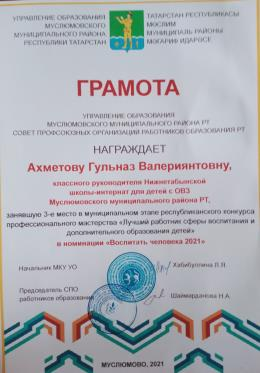 УПРАВЛЕНИЕ ОБРАЗОВАНИЯ
МУСЛЮМОВСКОГО
МУНИЦИПАЛЬНОГО РАЙОНА
РЕСПУБЛИКИ ТАТАРСТАН
ТАТАРСТАН РЕСПУБЛИКАСЫ
МӨСЛИМ
МУНИЦИПАЛЬ РАЙОНЫ
МӘГАРИФ ИДАРӘСЕ
ГРАМОТА
УПРАВЛЕНИЕ ОБРАЗОВАНИЯ
МУСЛЮМОВСКОГО МУНИЦИПАЛЬНОГО РАЙОНА РТ
СОВЕТ ПРОФСОЮЗНЫХ ОРГАНИЗАЦИЙ РАБОТНИКОВ ОБРАЗОВАНИЯ РТ
НАГРАЖДАЕТ
Ахметову Гульназ Валериянтовну,
классного руководителя Нижнетабынской
школы-интернат для детей с ОВЗ
Муслюмовского муниципального района РТ,
занявшую 3-е место в муниципальном этапе республиканского конкурса
профессионального мастерства «Лучший работник сферы воспитания и
дополнительного образования детей»
в номинации «Воспитать человека 2021»
Начальник МКУ УО
Хабибуллина Л.Я.
Председатель СПО
работников образования
Шаймарданова Н.А.
МУСЛЮМОВО, 2021